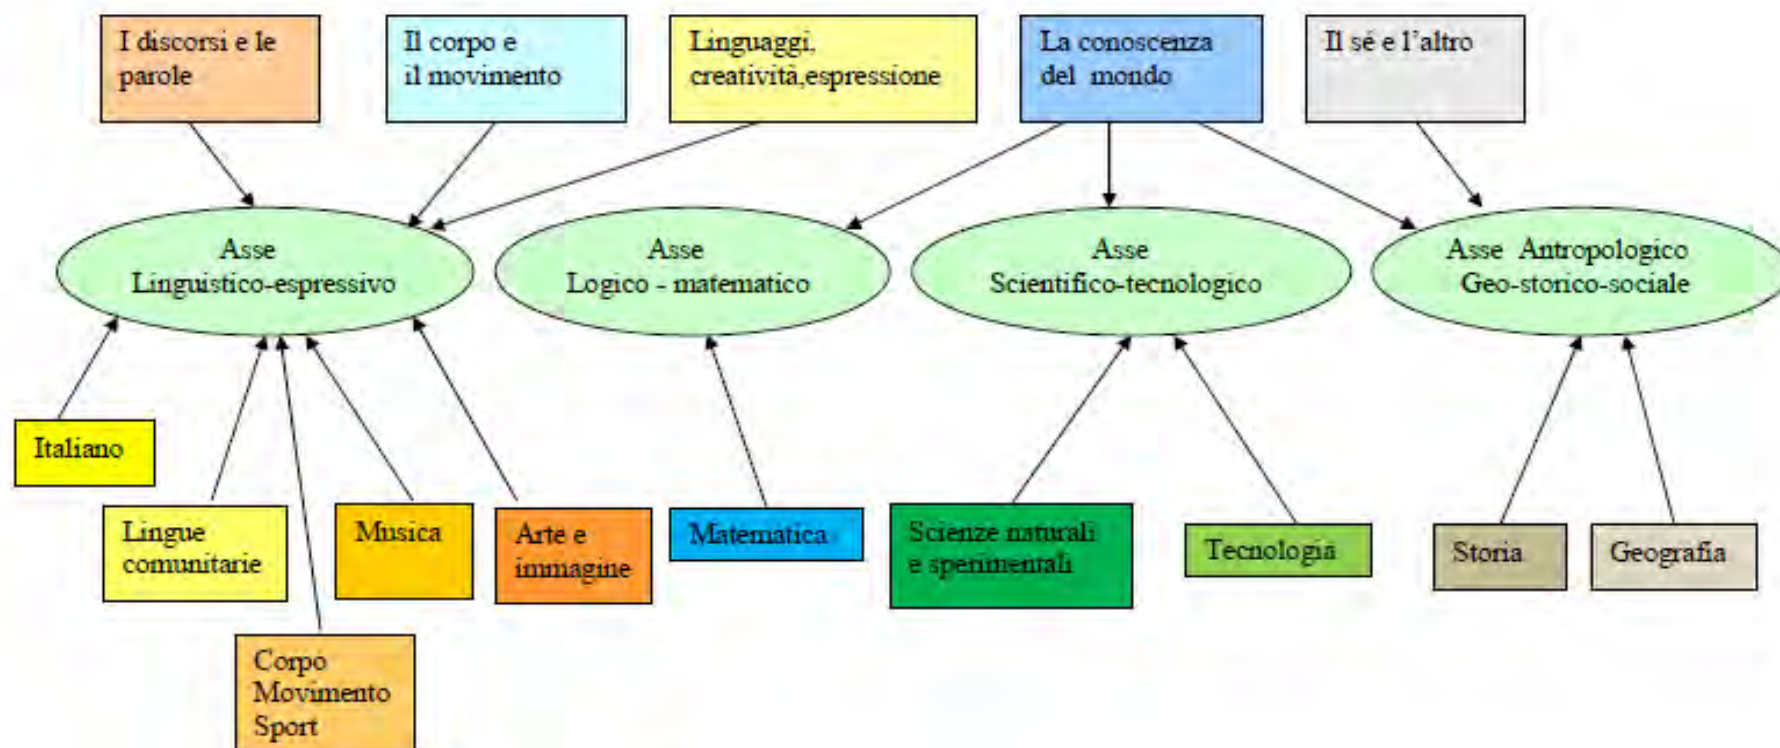 I discorsi e le
parole
Il corpo e
il movimento
Linguaggi,
creatività,espressione
La conoscenza
del mondo
Il sé e l'altro
Asse
Linguistico-espressivo
Asse
Logico - matematico
Asse
Scientifico-tecnologico
Asse Antropologico
Geo-storico-sociale
Italiano
Lingue
comunitarie
Musica
Arte e
immagine
Matematica
Scienze naturali
e sperimentali
Tecnologia
Storia
Geografia
Corpo
Movimento
Sport